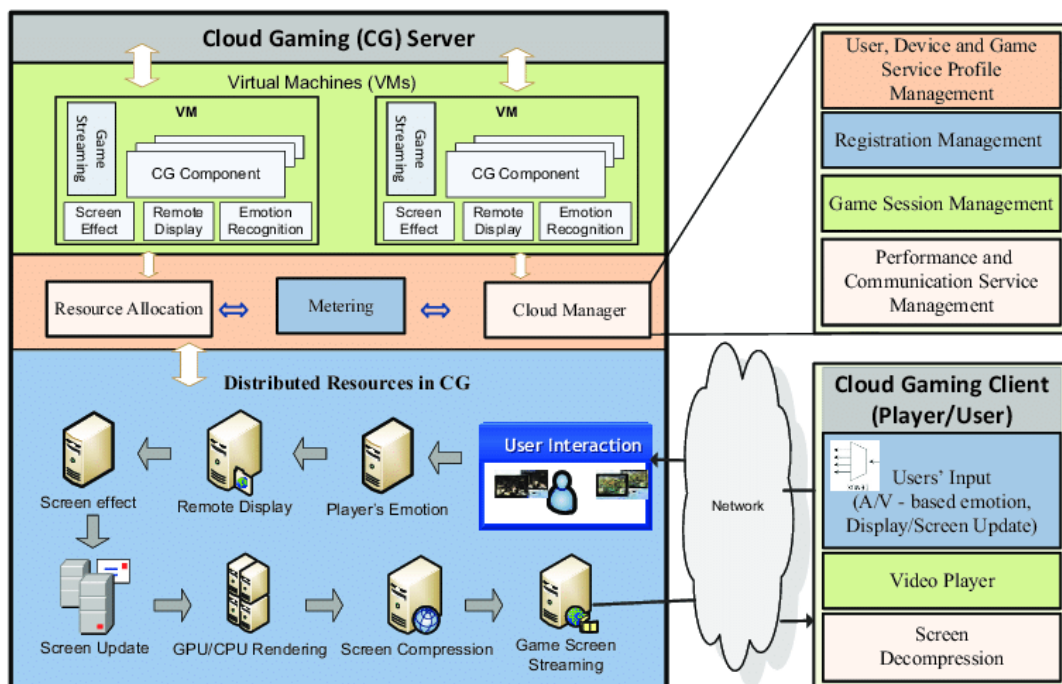 Cloud Gaming (CG) Server
Virtual Machines (VMs)
VM
Game
Streaming
CG Component
Screen
Effect
Remote
Display
Emotion
Recognition
VM
Game
Streaming
CG Component
Screen
Effect
Remote
Display
Emotion
Recognition
Resource Allocation
Metering
Cloud Manager
Distributed Resources in CG
User Interaction
Player's Emotion
Remote Display
Screen effect
Screen Update
GPU/CPU Rendering
Screen Compression
Game Screen
Streaming
Network
User, Device and Game
Service Profile
Management
Registration Management
Game Session Management
Performance and
Communication Service
Management
Cloud Gaming Client
(Player/User)
Users' Input
(A/V - based emotion,
Display/Screen Update)
Video Player
Screen
Decompression